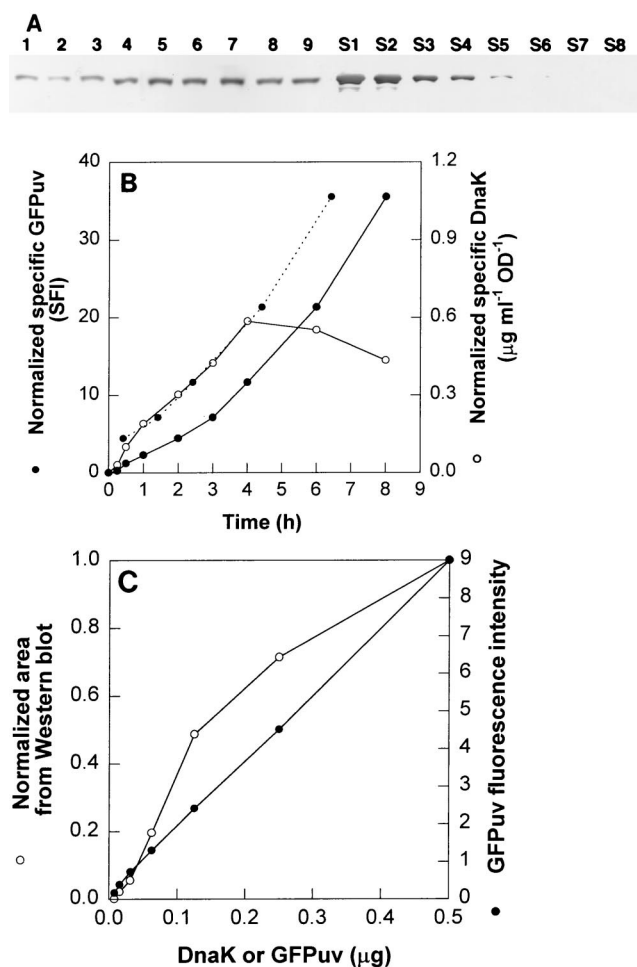 A
1 2 3 4 5 6 7 8 9 S1 S2 S3 S4 S5 S6 S7 S8
B
40
30
20
10
0
1.2
0.9
0.6
0.3
0.0
0 1 2 3 4 5 6 7 8 9
Time (h)
● Normalized specific GFPuv
(SFI)
○ Normalized specific DnaK
(µg ml⁻¹ OD⁻¹)
C
1.0
0.8
0.6
0.4
0.2
0.0
9
8
7
6
5
4
3
2
1
0
0.0 0.1 0.2 0.3 0.4 0.5
DnaK or GFPuv (µg)
○ Normalized area
from Western blot
● GFPuv fluorescence intensity